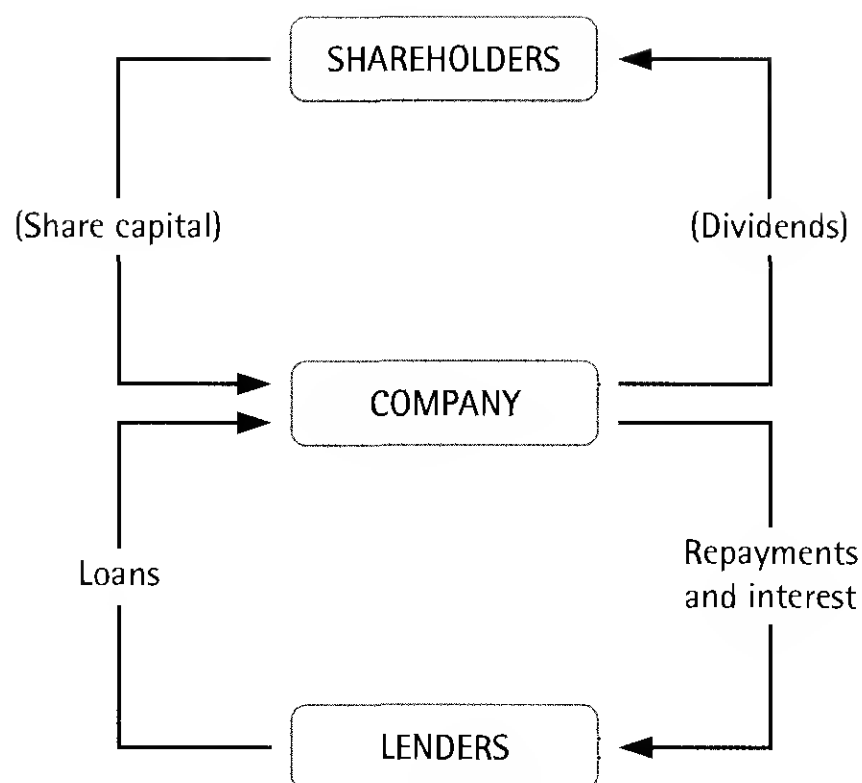 SHAREHOLDERS
(Share capital)
(Dividends)
COMPANY
Loans
Repayments
and interest
LENDERS